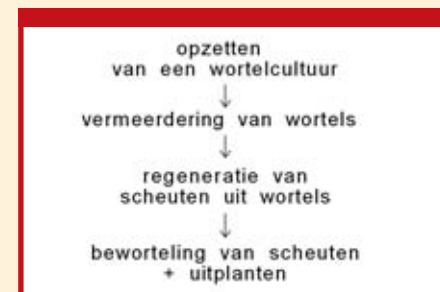 opzetten
van een wortelcultuur
↓
vermeerdering van wortels
↓
regeneratie van
scheuten uit wortels
↓
beworteling van scheuten
+ uitplanten